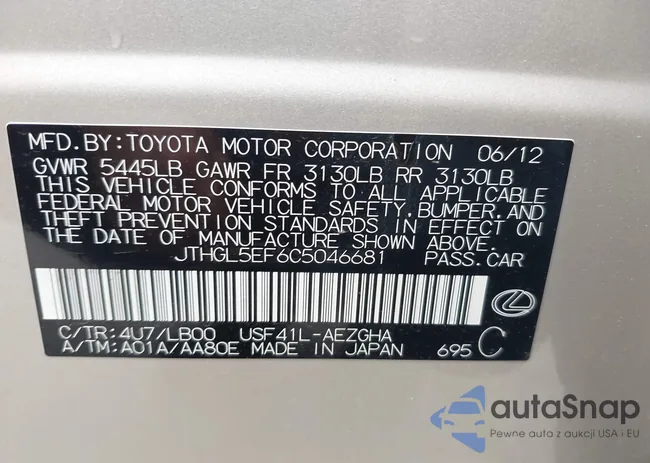 MFD.BY:TOYOTA MOTOR CORPORATION 06/12
GVWR 5445LB GAWR FR 3130LB RR 3130LB
THIS VEHICLE CONFORMS TO ALL APPLICABLE
FEDERAL MOTOR VEHICLE SAFETY,BUMPER,AND
THEFT PREVENTION STANDARDS IN EFFECT ON
THE DATE OF MANUFACTURE SHOWN ABOVE.
JTHGL5EF6C5046681 PASS.CAR
C/TR:4U7/LB00 USF41L-AEZGHA
A/TM:A01A/AA80E MADE IN JAPAN 695 C
autaSnap
Pewne auta z aukcji USA i EU